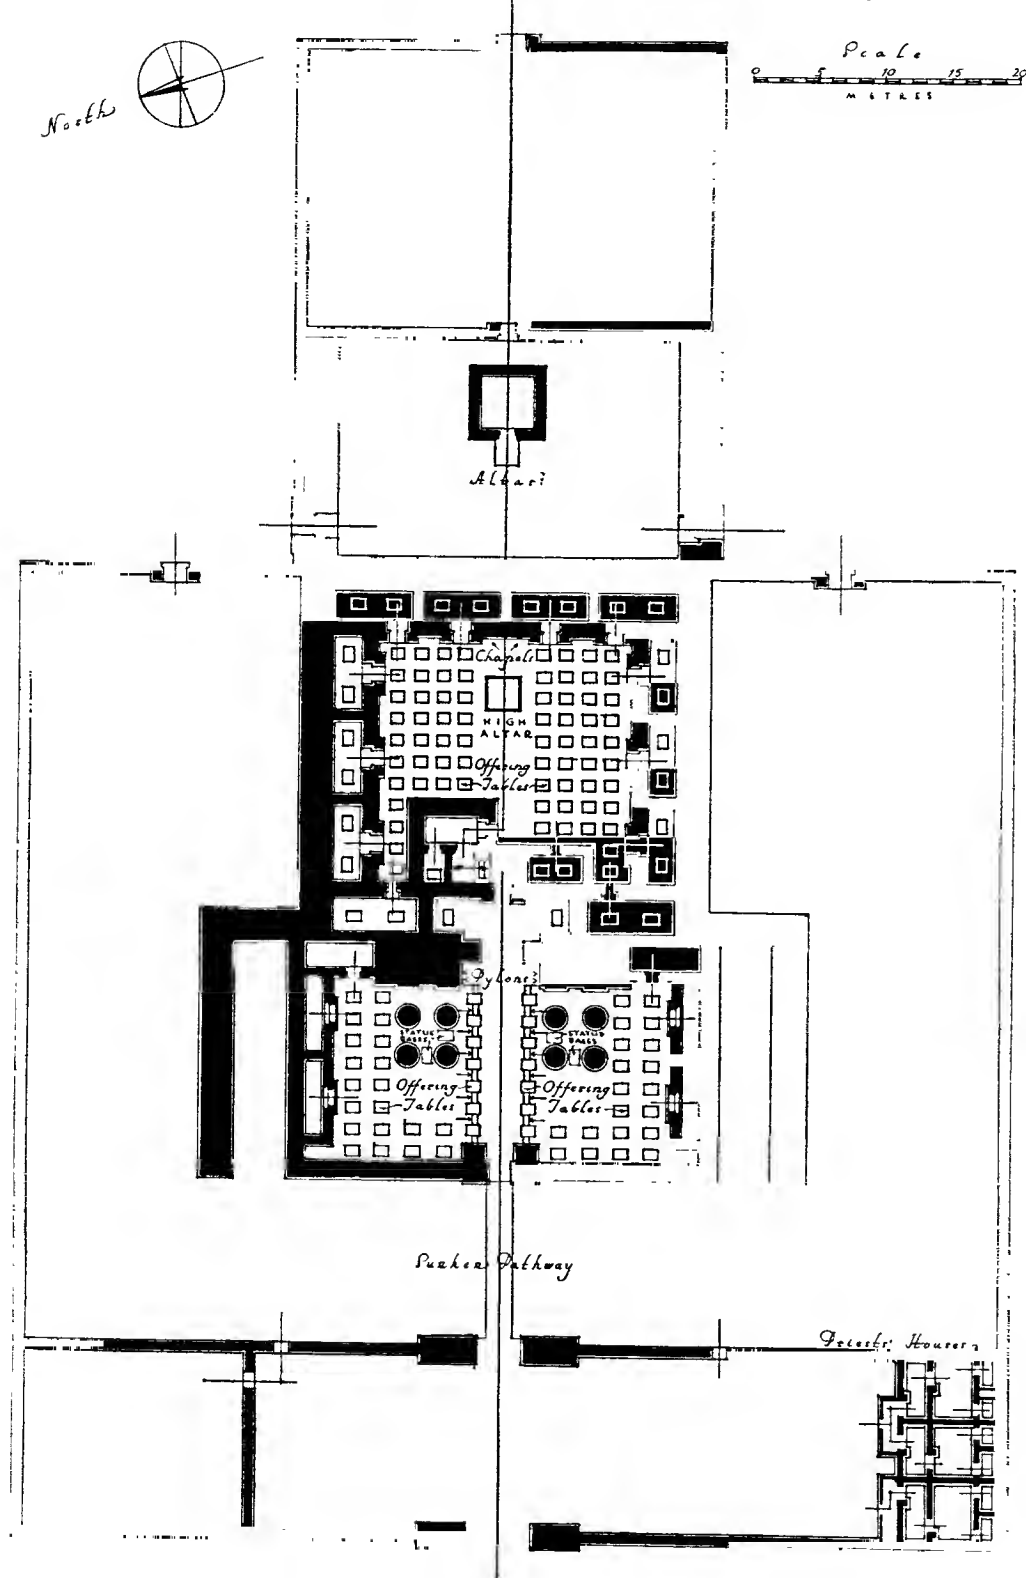 North
Scale
0 5 10 15 20
METRES
Altar?
Chapels
HIGH
ALTAR
Offering
Tables
Pylons
STATUE
BASES
STATUE
BASES
Offering
Tables
Offering
Tables
Sunken Pathway
Priests' Houses